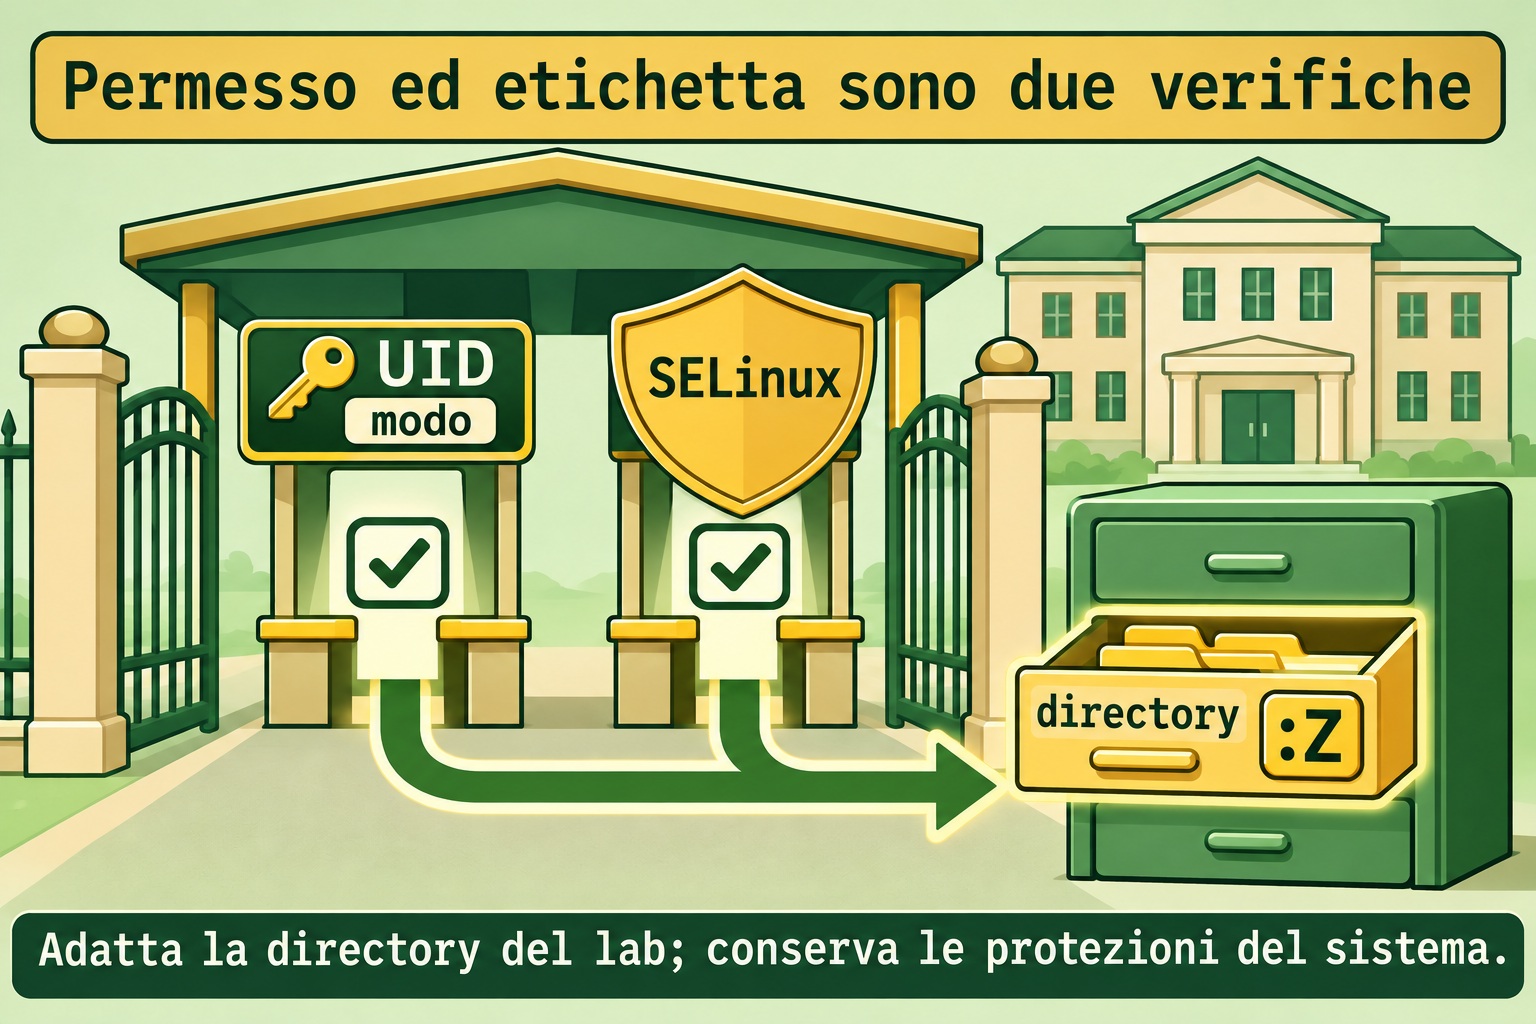 Permesso ed etichetta sono due verifiche
UID
modo
SELinux
directory
:Z
Adatta la directory del lab; conserva le protezioni del sistema.